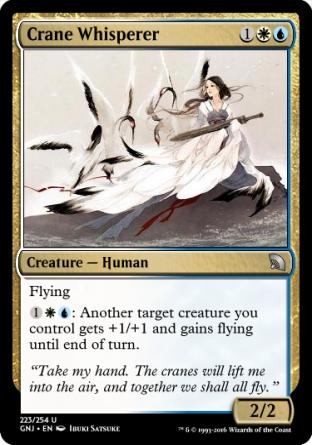 Crane Whisperer 1
Creature — Human
Flying
1: Another target creature you
control gets +1/+1 and gains flying
until end of turn.
“Take my hand. The cranes will lift me
into the air, and together we shall all fly.”
2/2
223/254 U
GNJ • EN Ibuki Satsuke
™ & © 1993-2016 Wizards of the Coast